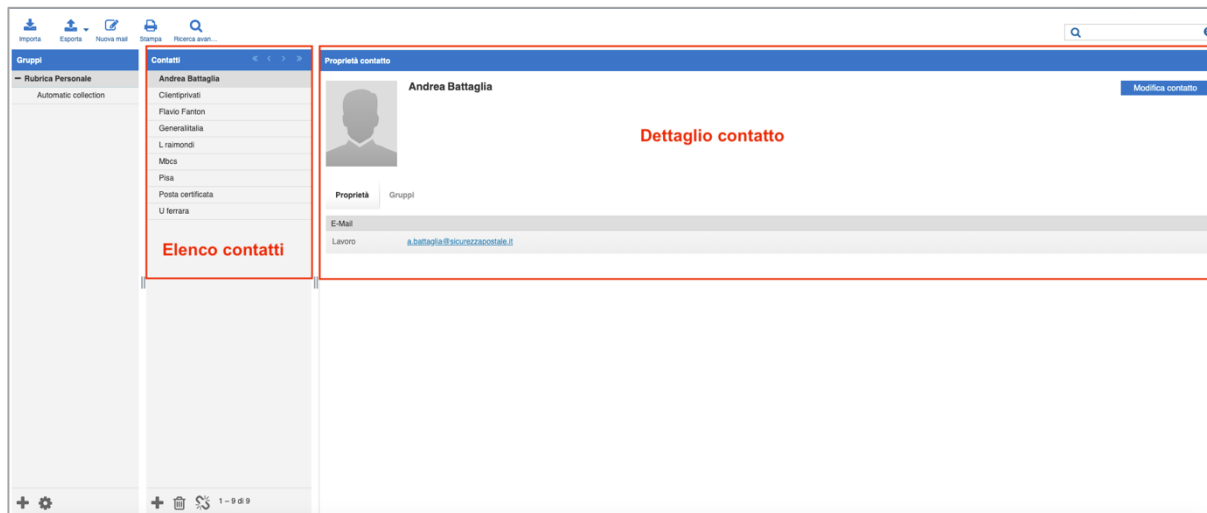 Importa Esporta Nuova mail Stampa Ricerca avan...
Gruppi
– Rubrica Personale
Automatic collection
Contatti « < > »
Andrea Battaglia
Clientiprivati
Flavio Fanton
Generaliitalia
L raimondi
Mbcs
Pisa
Posta certificata
U ferrara
Elenco contatti
1 – 9 di 9
Proprietà contatto
Andrea Battaglia
Modifica contatto
Dettaglio contatto
Proprietà Gruppi
E-Mail
Lavoro a.battaglia@sicurezzapostale.it